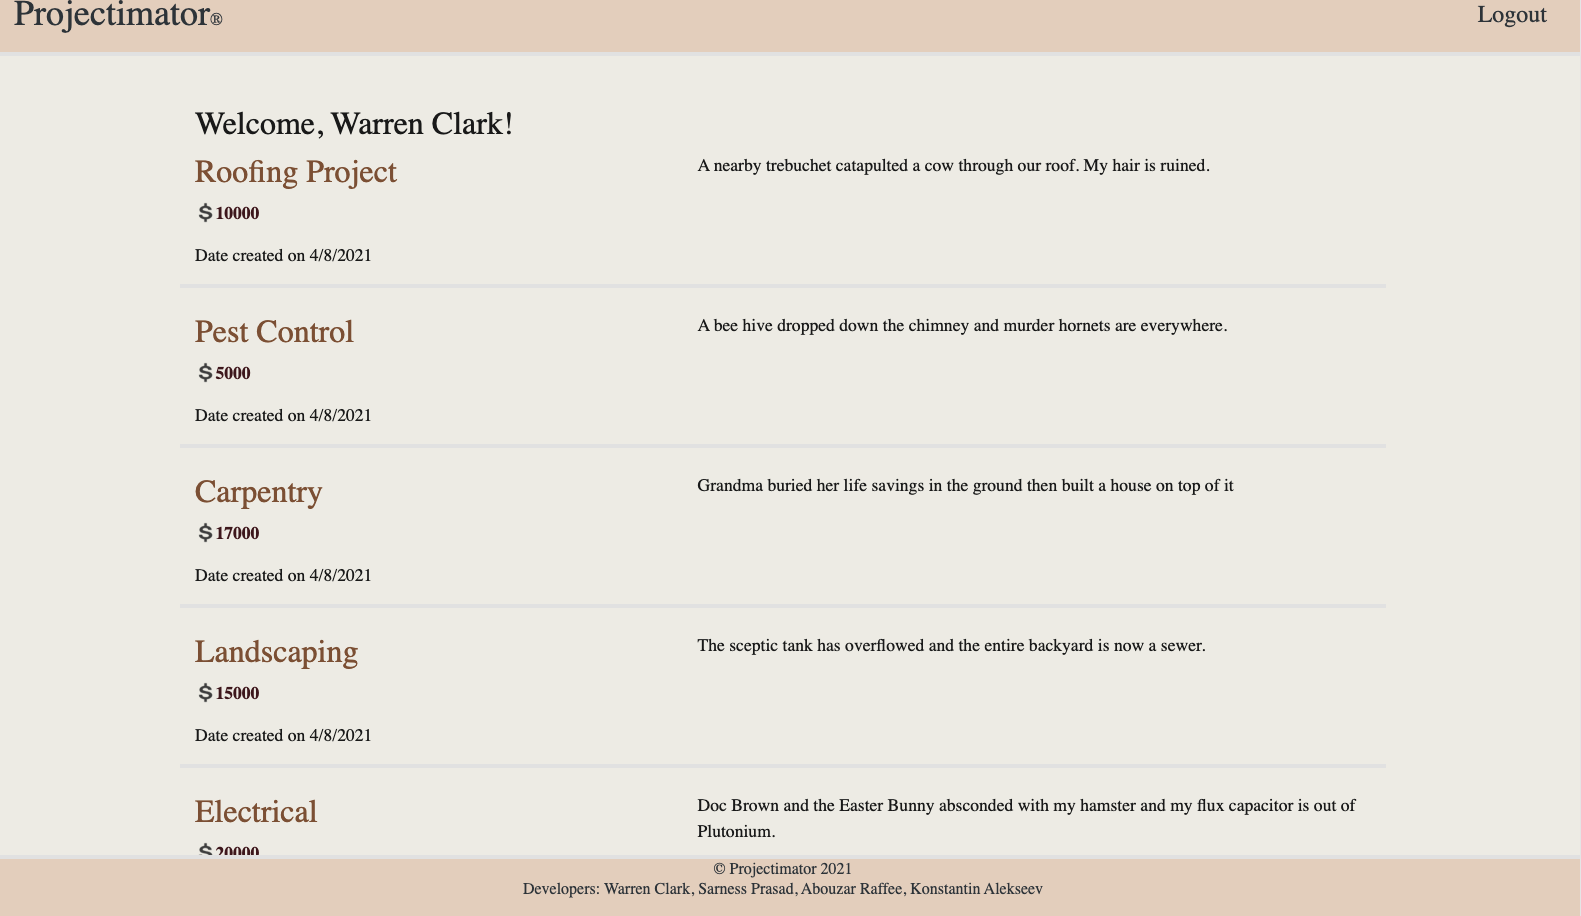 Projectimator®
Logout
Welcome, Warren Clark!
Roofing Project
A nearby trebuchet catapulted a cow through our roof. My hair is ruined.
$10000
Date created on 4/8/2021
Pest Control
A bee hive dropped down the chimney and murder hornets are everywhere.
$5000
Date created on 4/8/2021
Carpentry
Grandma buried her life savings in the ground then built a house on top of it
$17000
Date created on 4/8/2021
Landscaping
The sceptic tank has overflowed and the entire backyard is now a sewer.
$15000
Date created on 4/8/2021
Electrical
Doc Brown and the Easter Bunny absconded with my hamster and my flux capacitor is out of
Plutonium.
$20000
© Projectimator 2021
Developers: Warren Clark, Sarness Prasad, Abouzar Raffee, Konstantin Alekseev